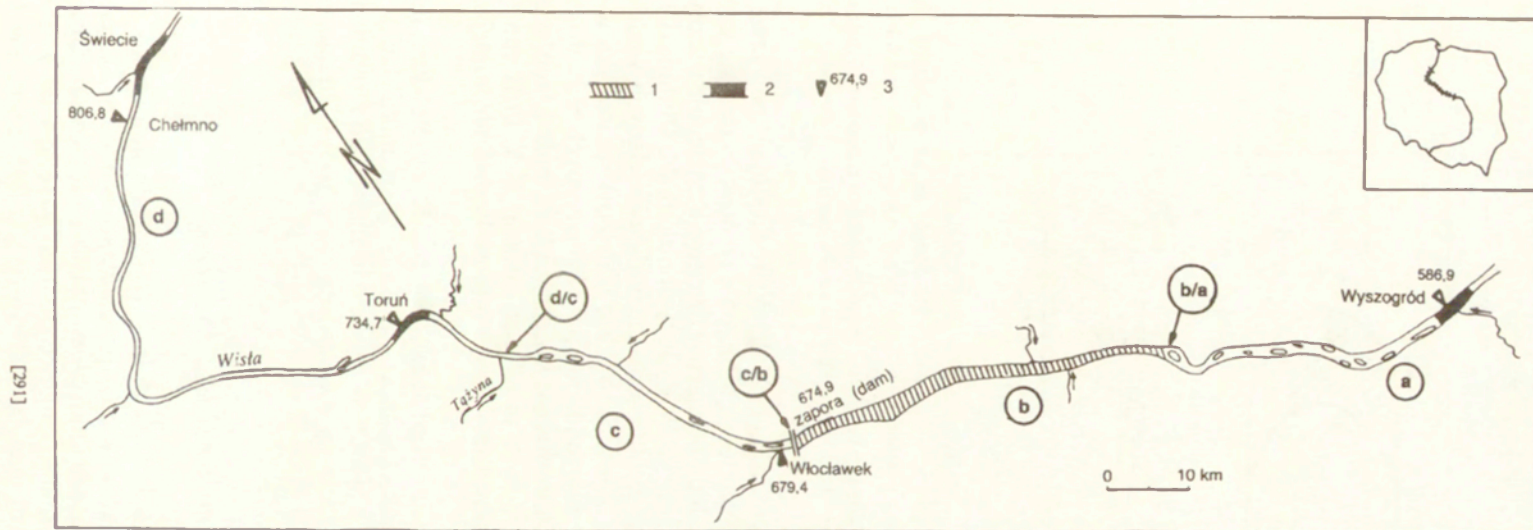 Świecie
806,8
Chełmno
d
1
2
674,9 3
Toruń
734,7
d/c
Wisła
Tążyna
c
c/b
674,9
zapora (dam)
Włocławek
679,4
b
b/a
586,9
Wyszogród
a
0 10 km
[291]